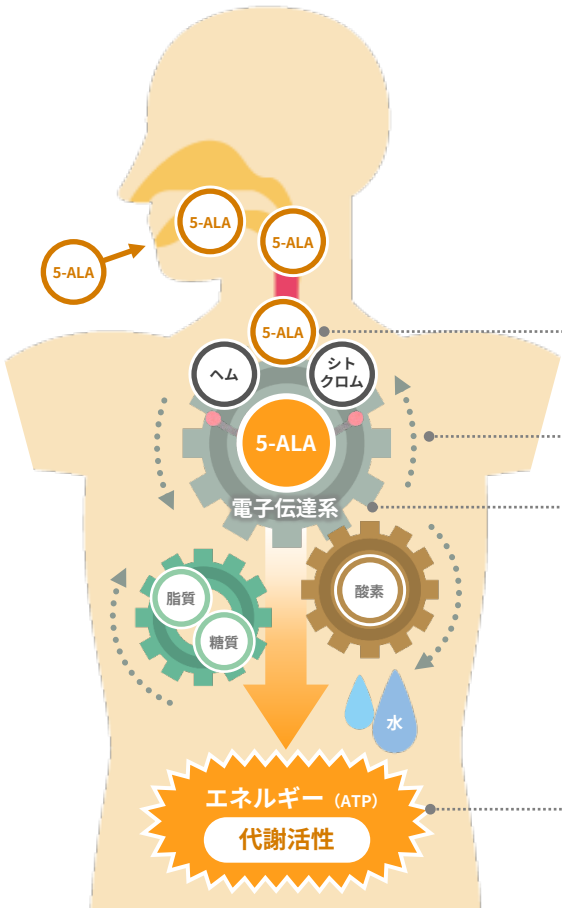 5-ALA
5-ALA
5-ALA
5-ALA
ヘム
シト
クロム
5-ALA
電子伝達系
脂質
糖質
酸素
水
エネルギー（ATP）
代謝活性